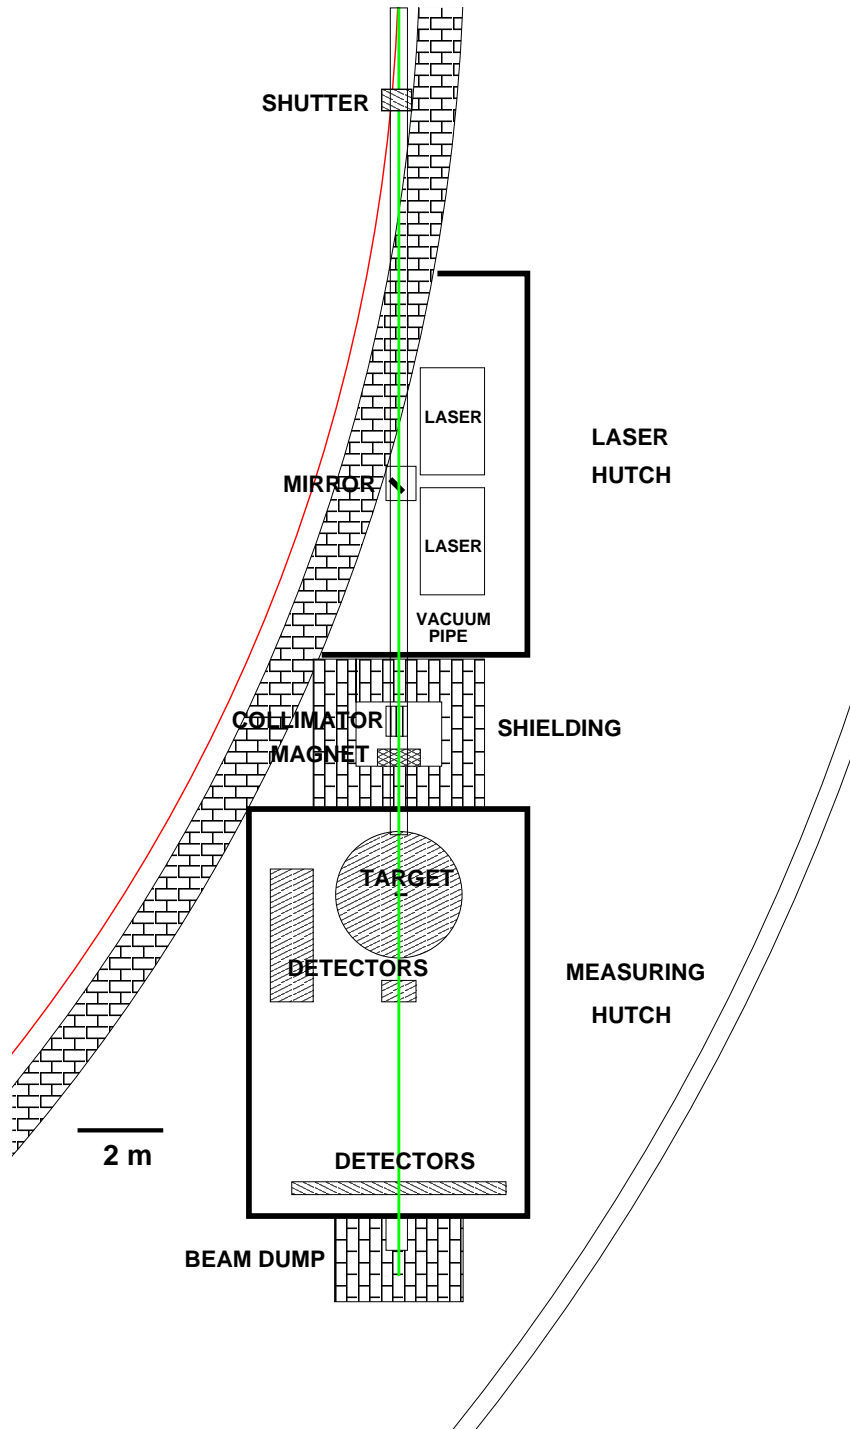 SHUTTER
LASER
LASER
HUTCH
MIRROR
LASER
VACUUM
PIPE
COLLIMATOR
SHIELDING
MAGNET
TARGET
DETECTORS
MEASURING
HUTCH
2 m
DETECTORS
BEAM DUMP